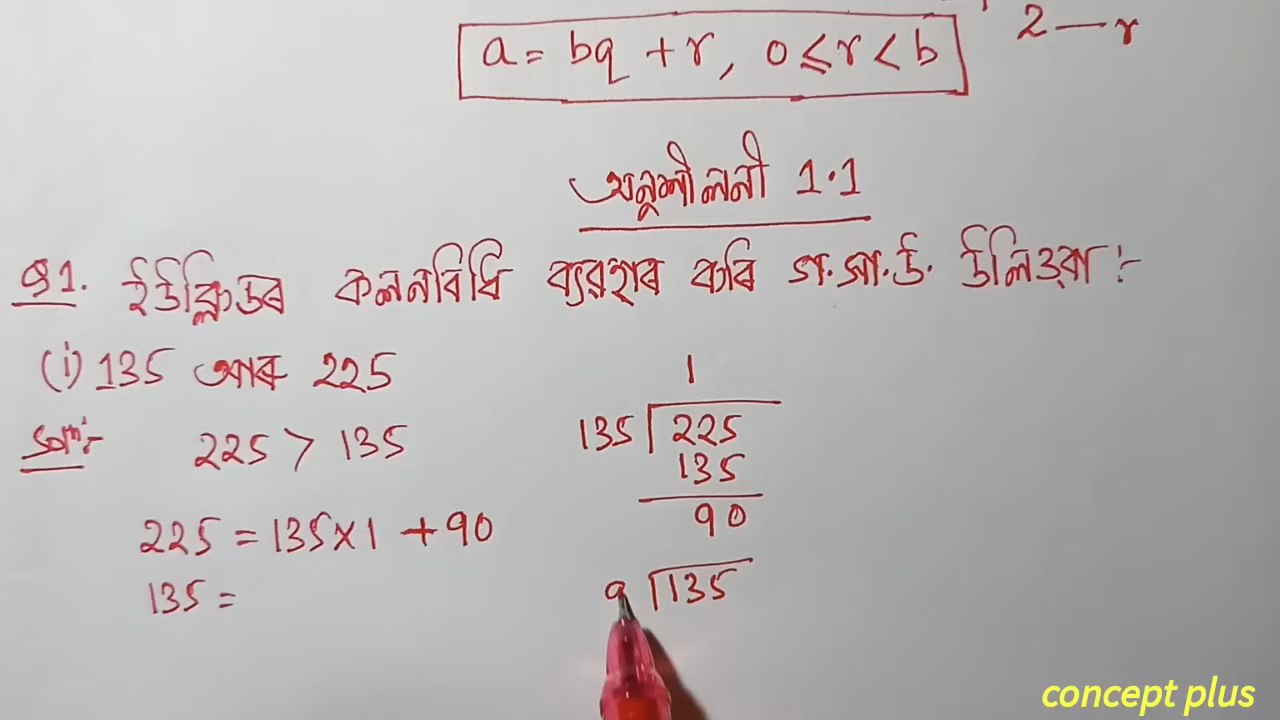 a = bq + r, 0 ≤ r < b
2 — r
অনুশীলনী 1.1
Q1. ইউক্লিডৰ কলনবিধি ব্যৱহাৰ কৰি গ.সা.উ. উলিওৱা :-
(i) 135 আৰু 225
Solⁿ:-
225 > 135
225 = 135 × 1 + 90
135 =
1
135 225
135
90
9 135
concept plus